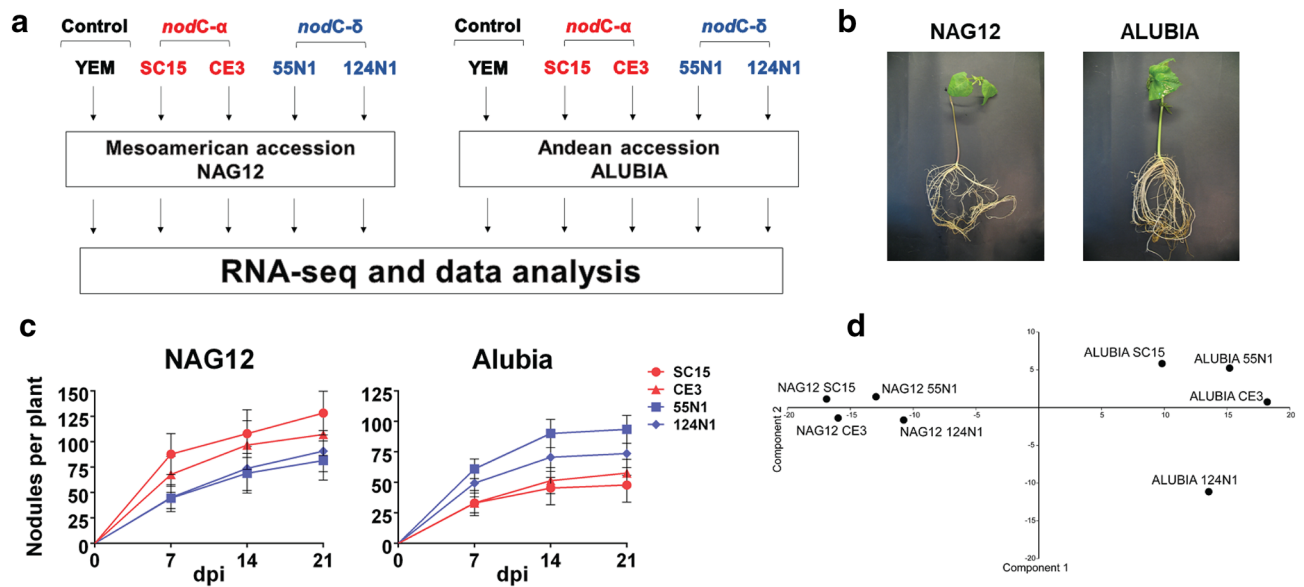 a
Control nodC-α nodC-δ Control nodC-α nodC-δ
YEM SC15 CE3 55N1 124N1 YEM SC15 CE3 55N1 124N1
Mesoamerican accession
NAG12
Andean accession
ALUBIA
RNA-seq and data analysis
b
NAG12 ALUBIA
c
NAG12
Nodules per plant
150
125
100
75
50
25
0
0 7 14 21
dpi
Alubia
125
100
75
50
25
0
0 7 14 21
dpi
SC15
CE3
55N1
124N1
d
10
5
-5
-10
-15
-20
-20 -15 -10 -5 5 10 15 20
Component 2
Component 1
NAG12 SC15
NAG12 55N1
NAG12 CE3
NAG12 124N1
ALUBIA SC15
ALUBIA 55N1
ALUBIA CE3
ALUBIA 124N1